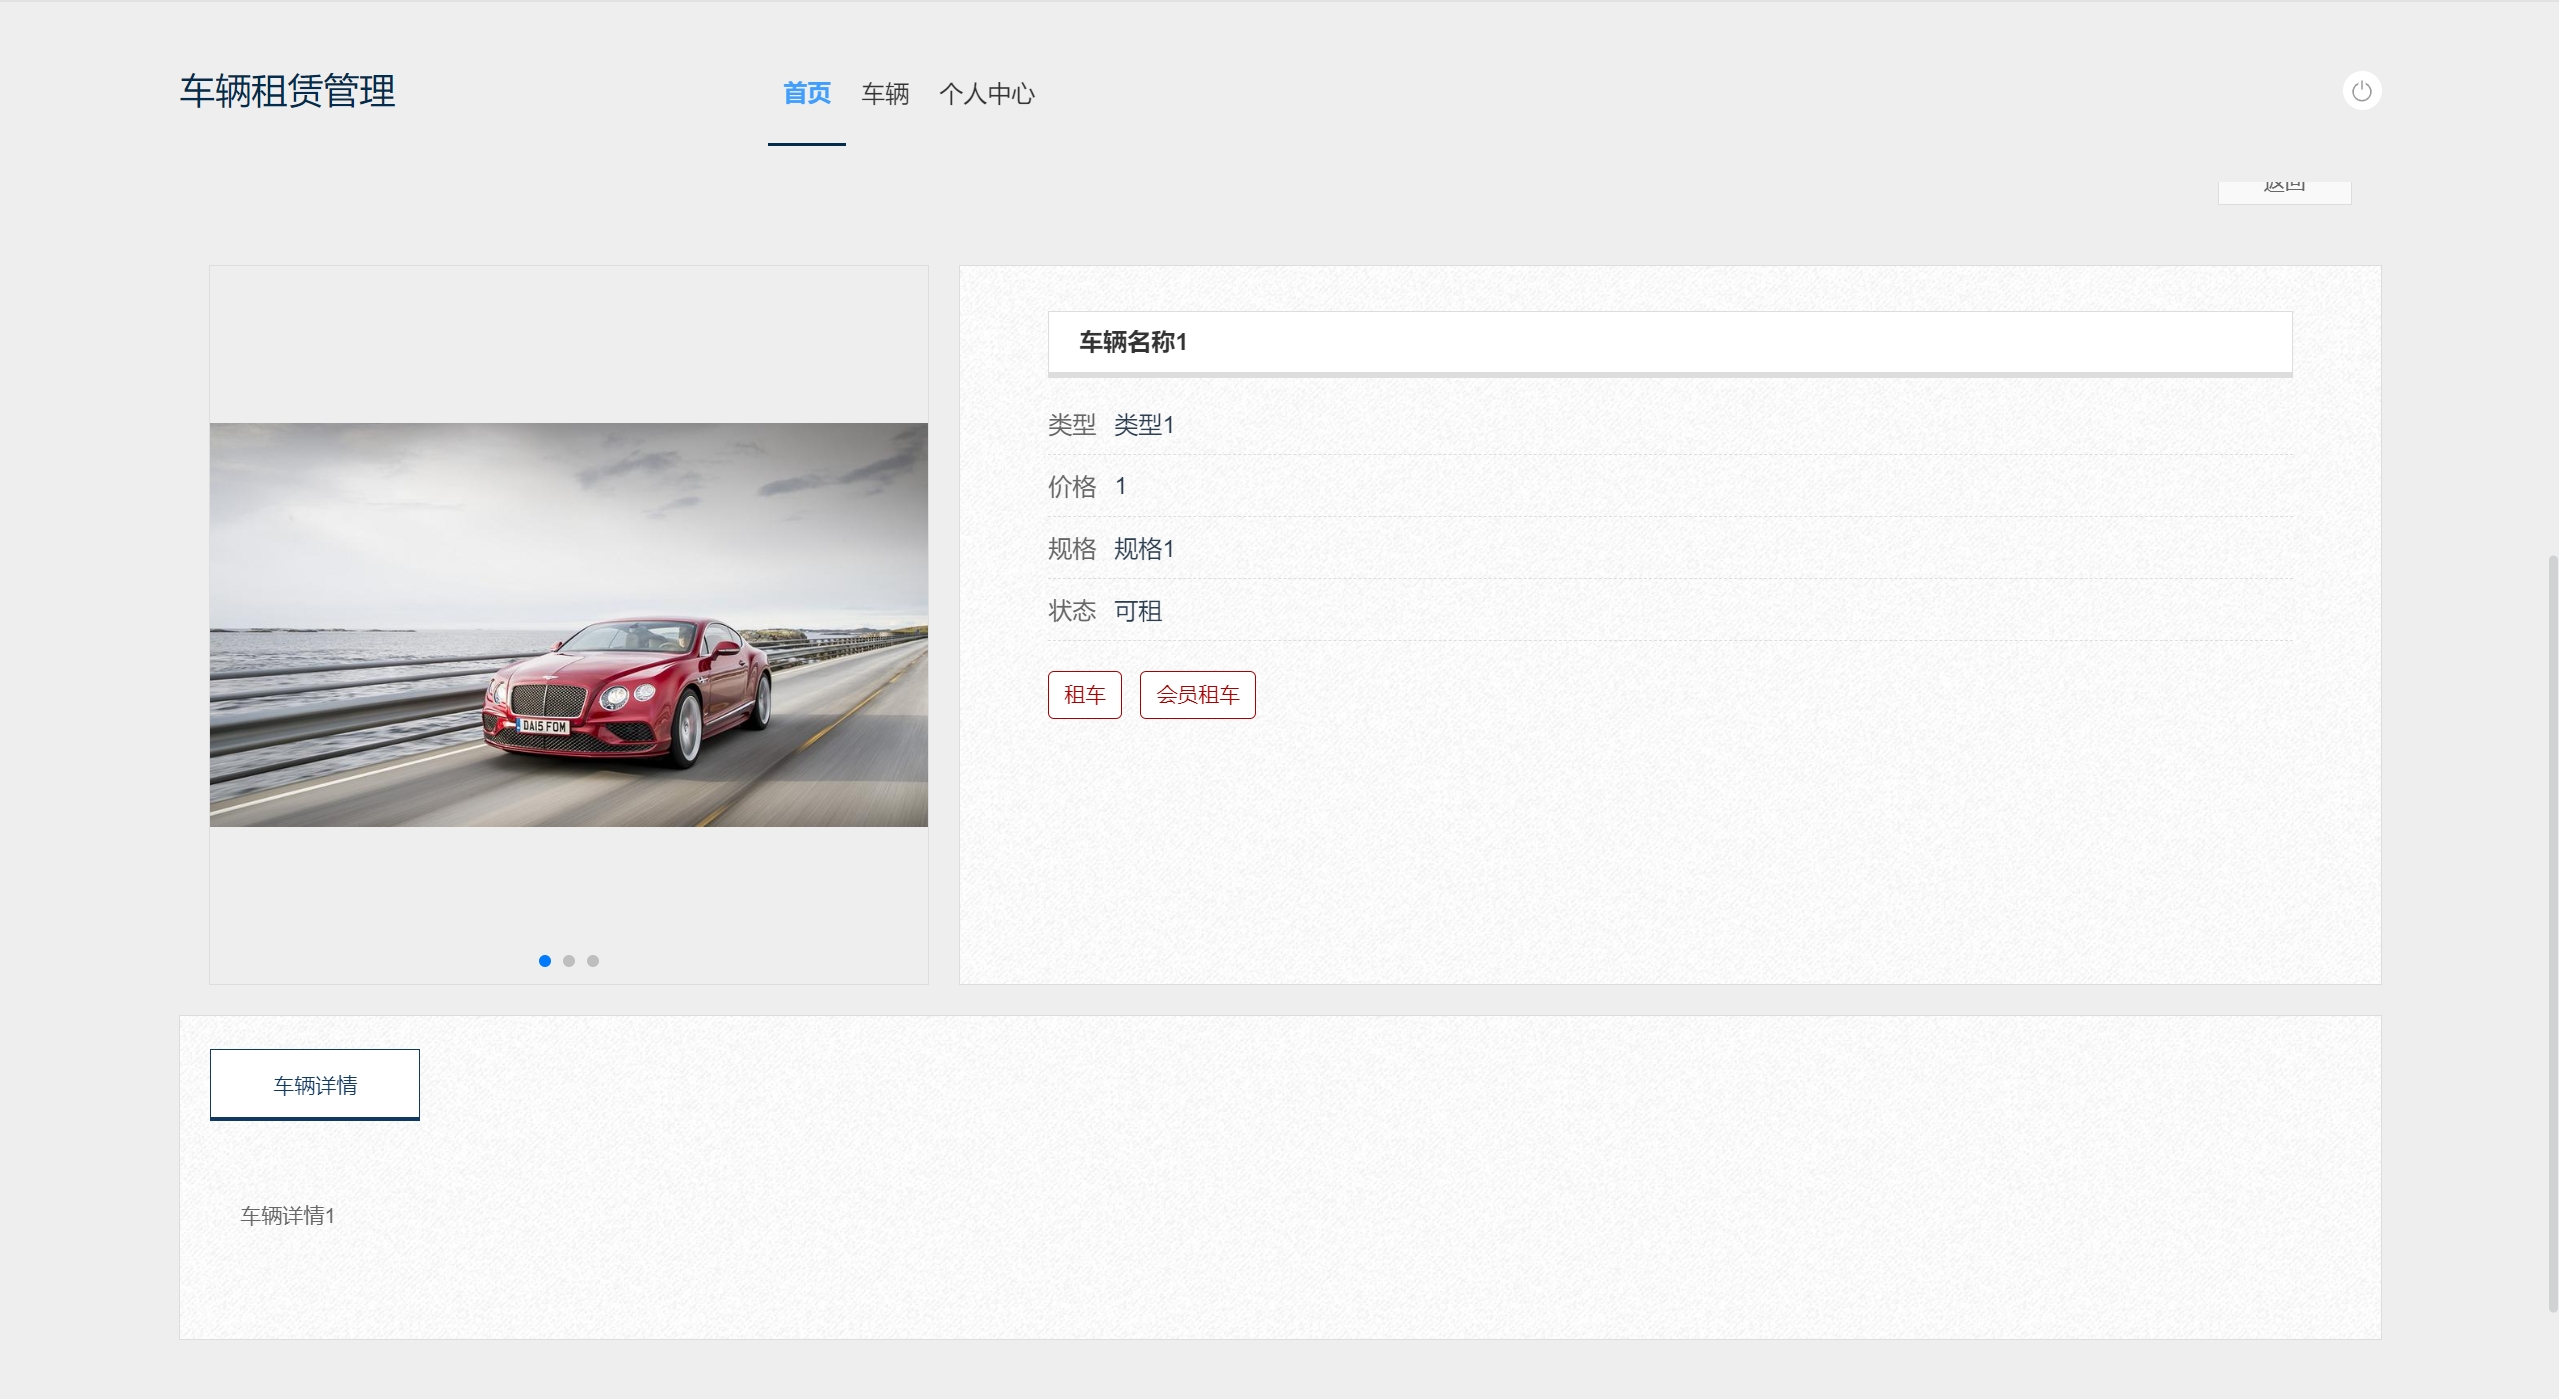 车辆租赁管理
首页 车辆 个人中心
返回
车辆名称1
类型 类型1
价格 1
规格 规格1
状态 可租
租车 会员租车
DA15 FOM
车辆详情
车辆详情1